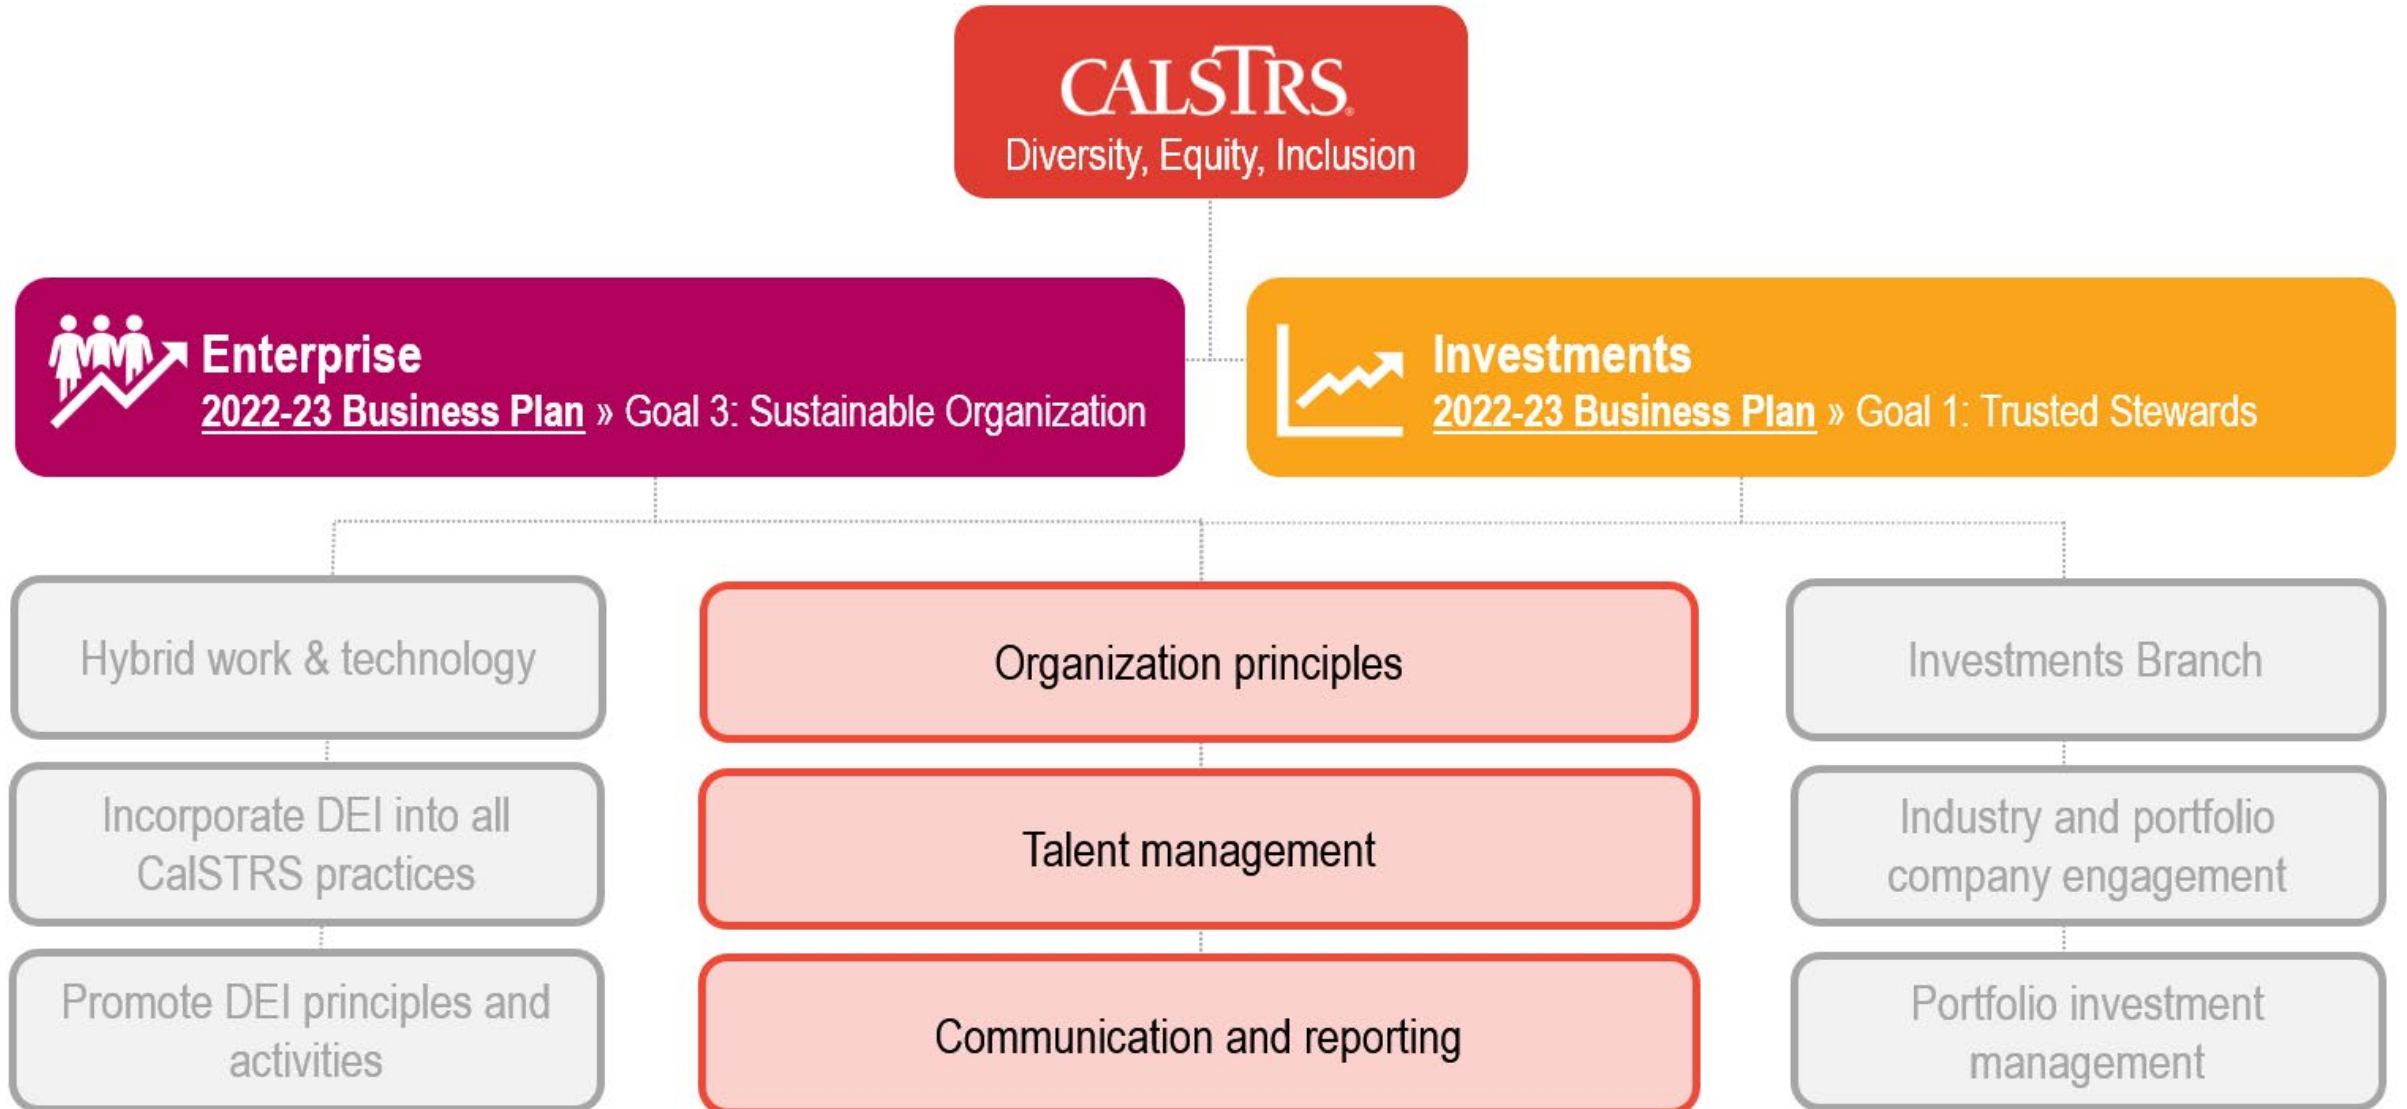 CALSTRS®
Diversity, Equity, Inclusion
Enterprise
2022-23 Business Plan » Goal 3: Sustainable Organization
Investments
2022-23 Business Plan » Goal 1: Trusted Stewards
Hybrid work & technology
Incorporate DEI into all
CalSTRS practices
Promote DEI principles and
activities
Organization principles
Talent management
Communication and reporting
Investments Branch
Industry and portfolio
company engagement
Portfolio investment
management